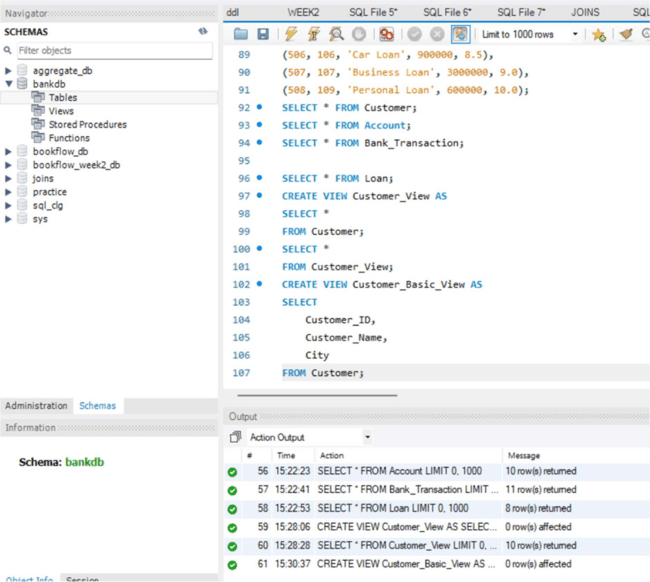 Navigator
SCHEMAS
Filter objects
aggregate_db
bankdb
Tables
Views
Stored Procedures
Functions
bookflow_db
bookflow_week2_db
joins
practice
sql_clg
sys
Administration Schemas
Information
Schema: bankdb
Object Info Session
ddl WEEK2 SQL File 5* SQL File 6* SQL File 7* JOINS SQL
Limit to 1000 rows
89 (506, 106, 'Car Loan', 900000, 8.5),
90 (507, 107, 'Business Loan', 3000000, 9.0),
91 (508, 109, 'Personal Loan', 600000, 10.0);
92 SELECT * FROM Customer;
93 SELECT * FROM Account;
94 SELECT * FROM Bank_Transaction;
95
96 SELECT * FROM Loan;
97 CREATE VIEW Customer_View AS
98 SELECT *
99 FROM Customer;
100 SELECT *
101 FROM Customer_View;
102 CREATE VIEW Customer_Basic_View AS
103 SELECT
104 Customer_ID,
105 Customer_Name,
106 City
107 FROM Customer;
Output
Action Output
# Time Action Message
56 15:22:23 SELECT * FROM Account LIMIT 0, 1000 10 row(s) returned
57 15:22:41 SELECT * FROM Bank_Transaction LIMIT ... 11 row(s) returned
58 15:22:53 SELECT * FROM Loan LIMIT 0, 1000 8 row(s) returned
59 15:28:06 CREATE VIEW Customer_View AS SELEC... 0 row(s) affected
60 15:28:28 SELECT * FROM Customer_View LIMIT 0, ... 10 row(s) returned
61 15:30:37 CREATE VIEW Customer_Basic_View AS ... 0 row(s) affected